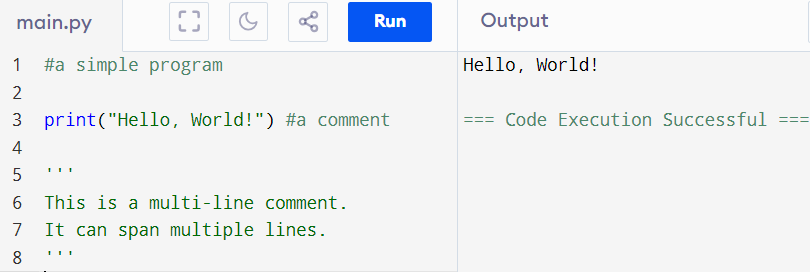 main.py
Run
Output
1 #a simple program
2
3 print("Hello, World!") #a comment
4
5 '''
6 This is a multi-line comment.
7 It can span multiple lines.
8 '''
Hello, World!
=== Code Execution Successful ===